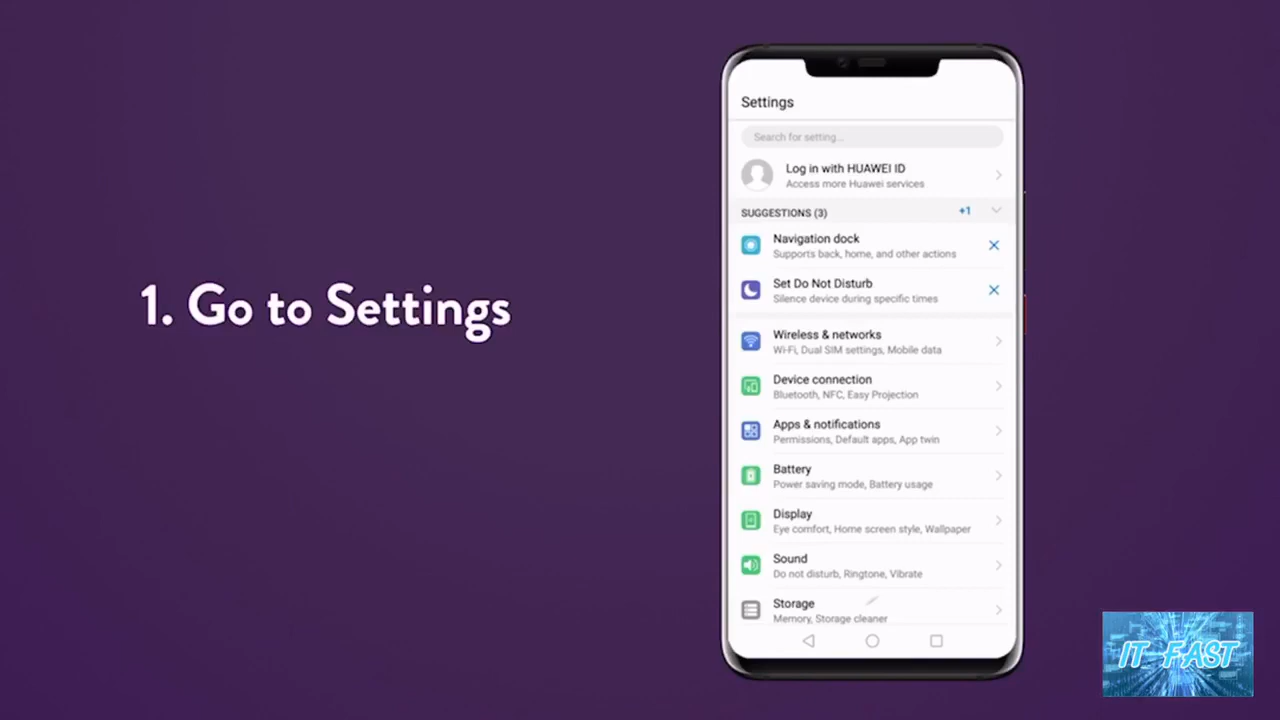 1. Go to Settings
Settings
Search for setting...
Log in with HUAWEI ID
Access more Huawei services
SUGGESTIONS (3)
+1
Navigation dock
Supports back, home, and other actions
Set Do Not Disturb
Silence device during specific times
Wireless & networks
Wi-Fi, Dual SIM settings, Mobile data
Device connection
Bluetooth, NFC, Easy Projection
Apps & notifications
Permissions, Default apps, App twin
Battery
Power saving mode, Battery usage
Display
Eye comfort, Home screen style, Wallpaper
Sound
Do not disturb, Ringtone, Vibrate
Storage
Memory, Storage cleaner
IT FAST